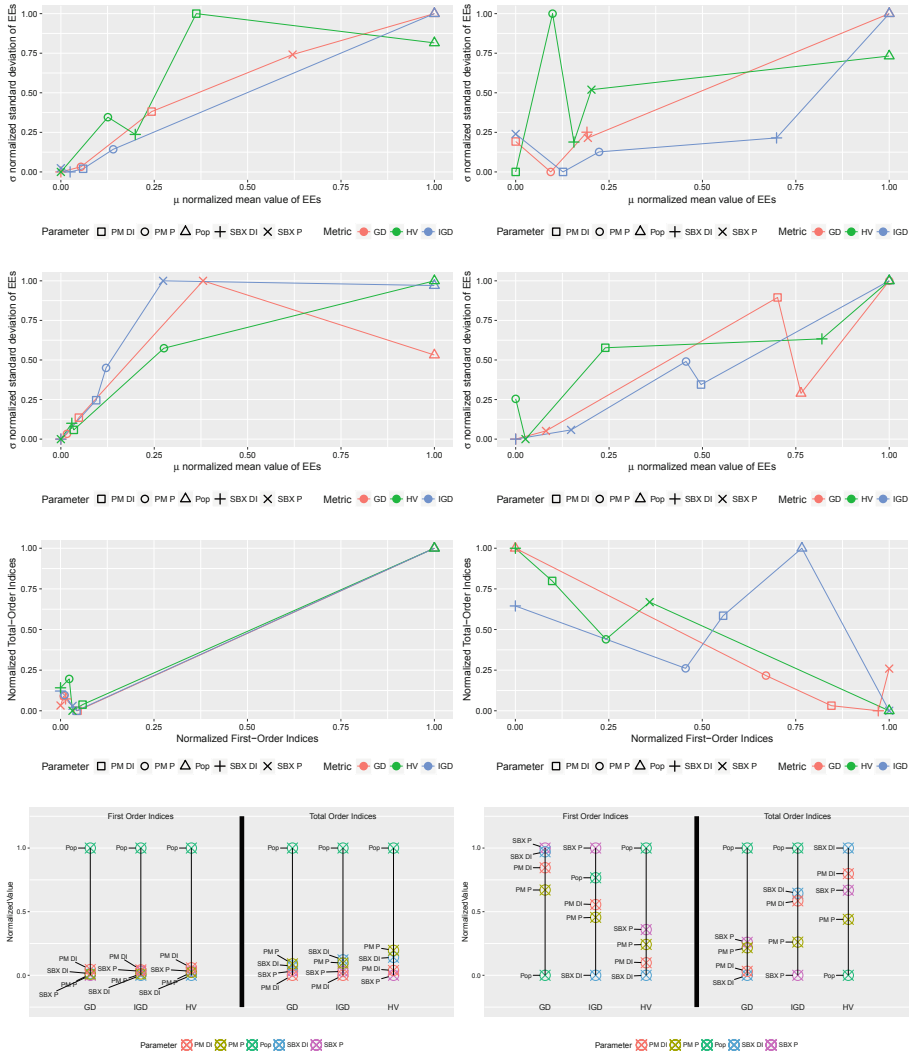 σ normalized standard deviation of EEs
1.00
0.75
0.50
0.25
0.00
0.00 0.25 0.50 0.75 1.00
μ normalized mean value of EEs
Parameter PM DI PM P Pop SBX DI SBX P Metric GD HV IGD
σ normalized standard deviation of EEs
1.00
0.75
0.50
0.25
0.00
0.00 0.25 0.50 0.75 1.00
μ normalized mean value of EEs
Parameter PM DI PM P Pop SBX DI SBX P Metric GD HV IGD
σ normalized standard deviation of EEs
1.00
0.75
0.50
0.25
0.00
0.00 0.25 0.50 0.75 1.00
μ normalized mean value of EEs
Parameter PM DI PM P Pop SBX DI SBX P Metric GD HV IGD
σ normalized standard deviation of EEs
1.00
0.75
0.50
0.25
0.00
0.00 0.25 0.50 0.75 1.00
μ normalized mean value of EEs
Parameter PM DI PM P Pop SBX DI SBX P Metric GD HV IGD
Normalized Total−Order Indices
1.00
0.75
0.50
0.25
0.00
0.00 0.25 0.50 0.75 1.00
Normalized First−Order Indices
Parameter PM DI PM P Pop SBX DI SBX P Metric GD HV IGD
Normalized Total−Order Indices
1.00
0.75
0.50
0.25
0.00
0.00 0.25 0.50 0.75 1.00
Normalized First−Order Indices
Parameter PM DI PM P Pop SBX DI SBX P Metric GD HV IGD
First Order Indices Total Order Indices
NormalizedValue
1.0
0.5
0.0
Pop Pop Pop Pop Pop Pop
PM DI
SBX DI
PM P
SBX P
PM DI
SBX P
PM P
SBX DI
PM DI
SBX P
PM P
SBX DI
PM P
SBX DI
SBX P
PM DI
SBX DI
PM P
SBX P
PM DI
PM P
SBX DI
PM DI
SBX P
GD IGD HV GD IGD HV
Parameter PM DI PM P Pop SBX DI SBX P
First Order Indices Total Order Indices
NormalizedValue
1.0
0.5
0.0
SBX P
SBX DI
PM DI
PM P
Pop
SBX P
Pop
PM DI
PM P
SBX DI
Pop
SBX P
PM P
PM DI
SBX DI
Pop
SBX P
PM P
PM DI
SBX DI
Pop
SBX DI
PM DI
PM P
SBX P
SBX DI
PM DI
SBX P
PM P
Pop
GD IGD HV GD IGD HV
Parameter PM DI PM P Pop SBX DI SBX P